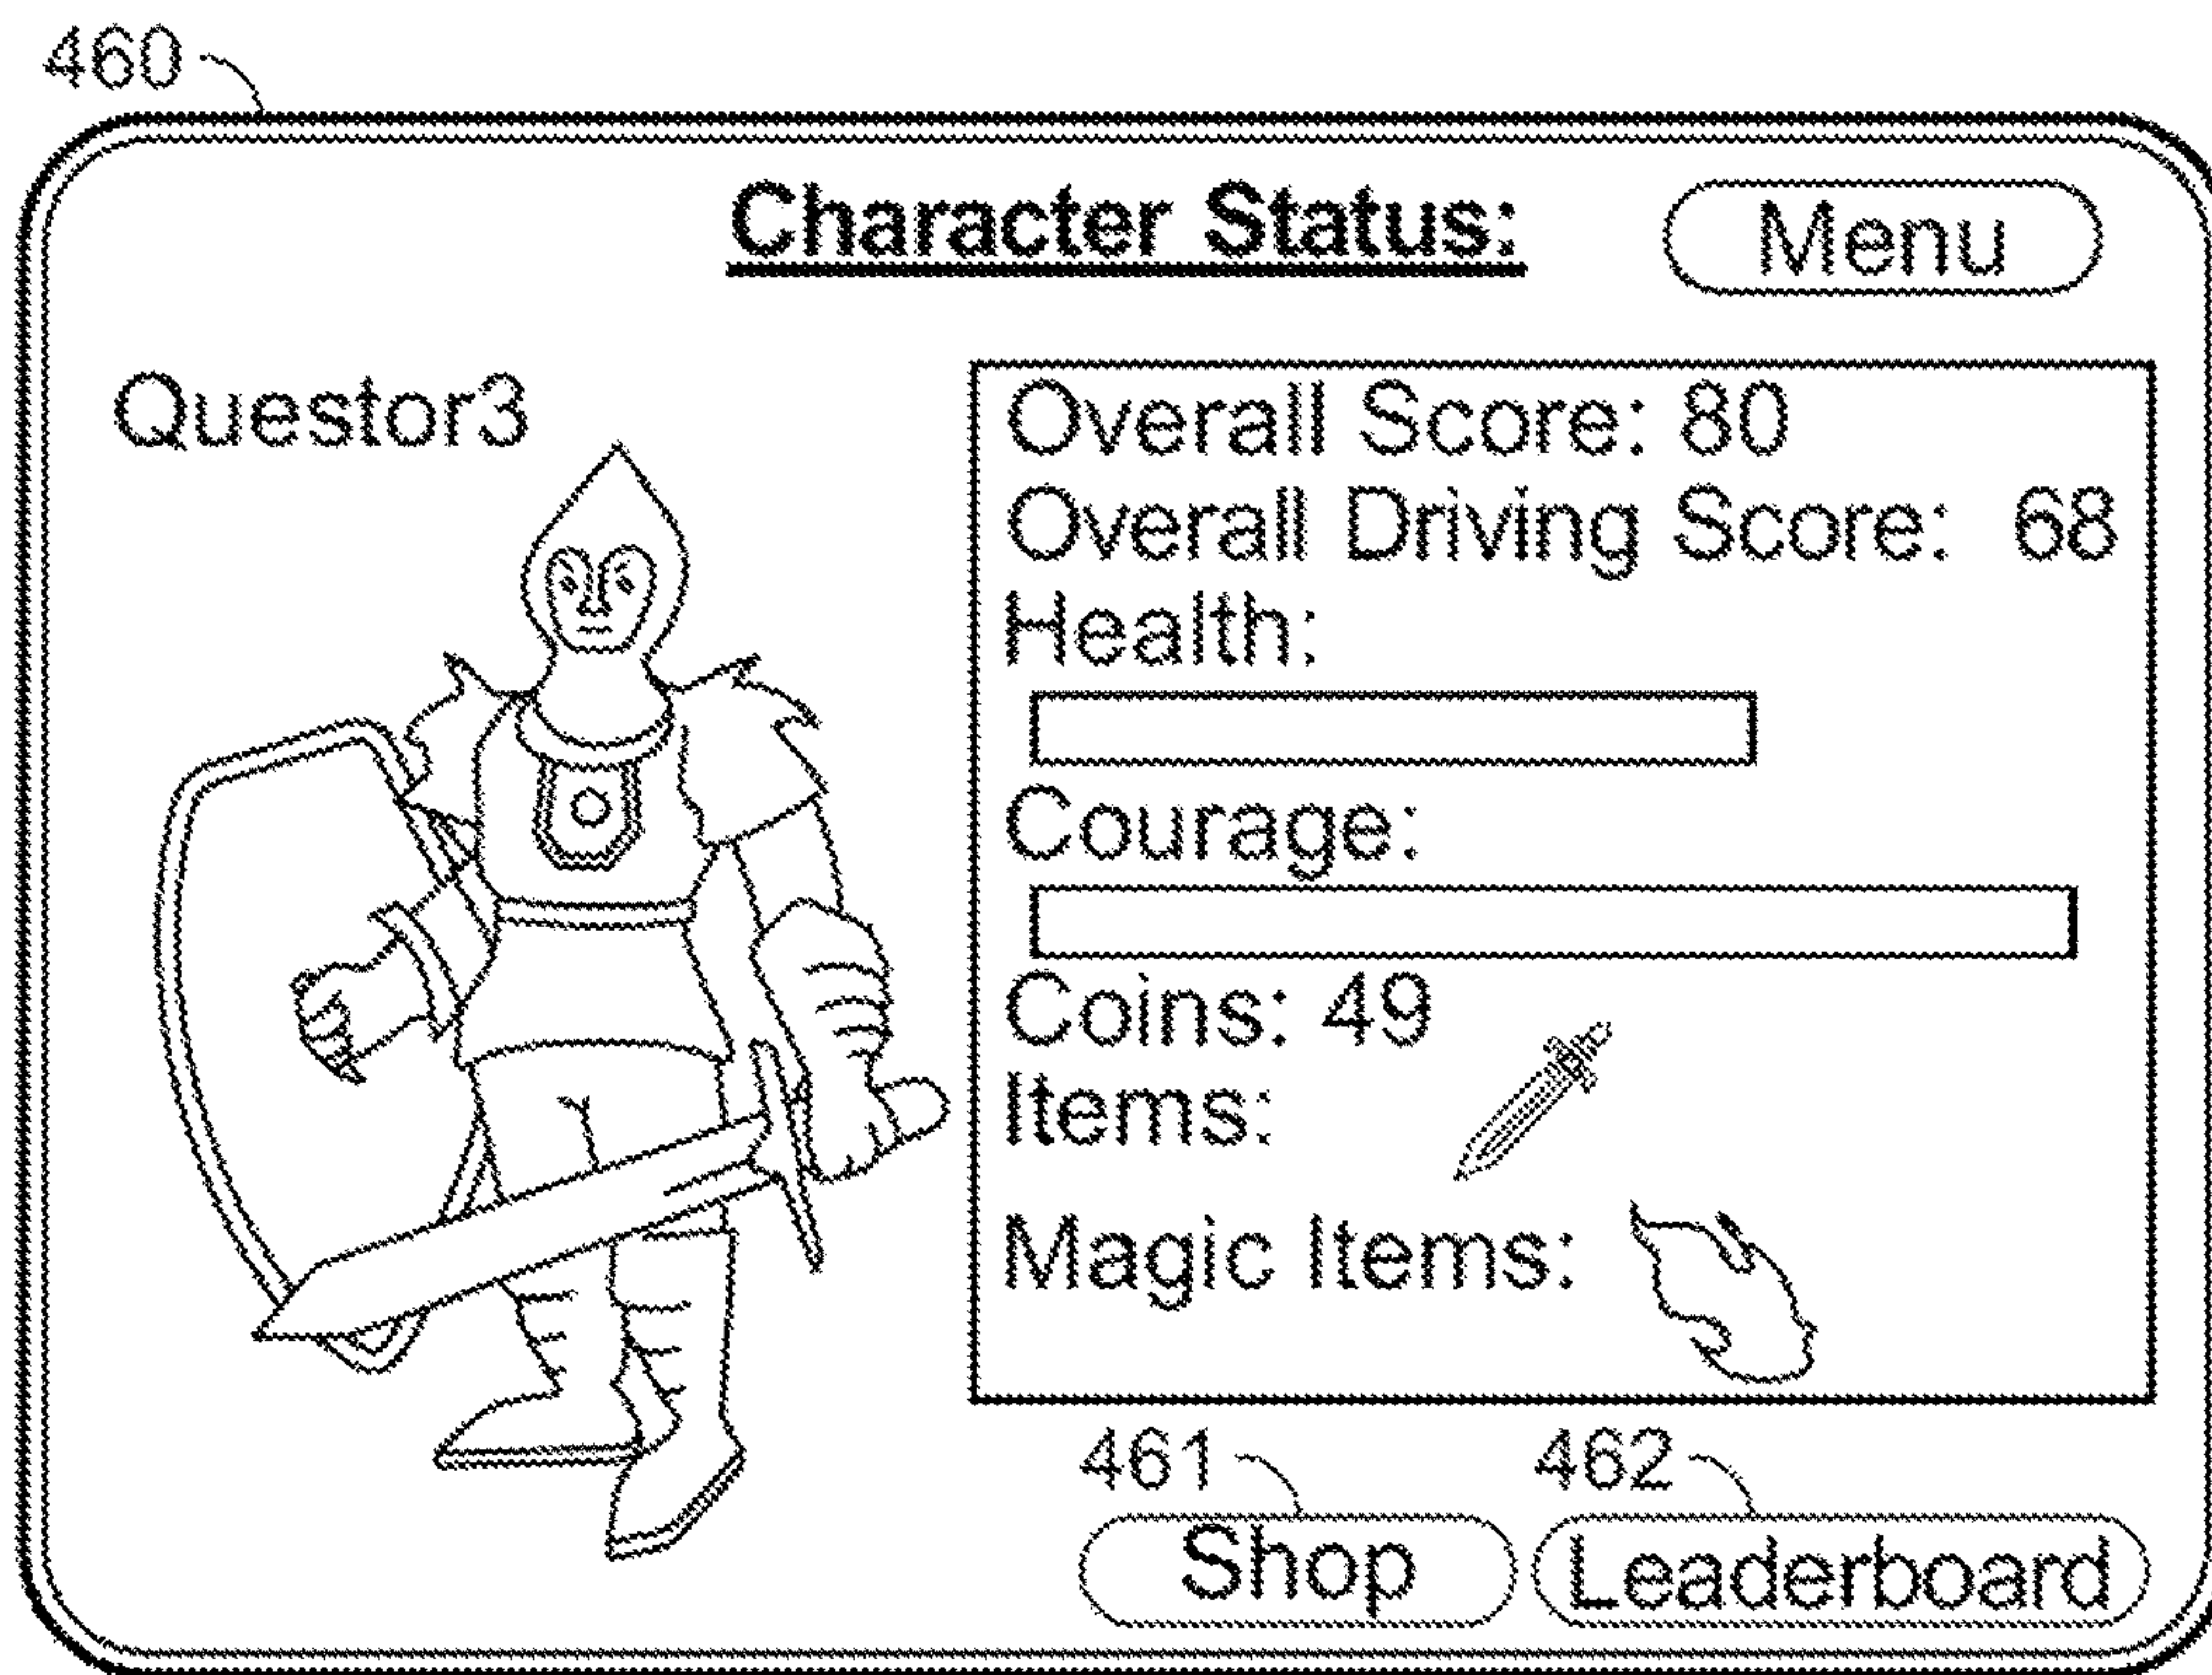 460
Character Status:
Menu
Questor3
Overall Score: 80
Overall Driving Score: 68
Health:
Courage:
Coins: 49
Items:
Magic Items:
461
462
Shop
Leaderboard